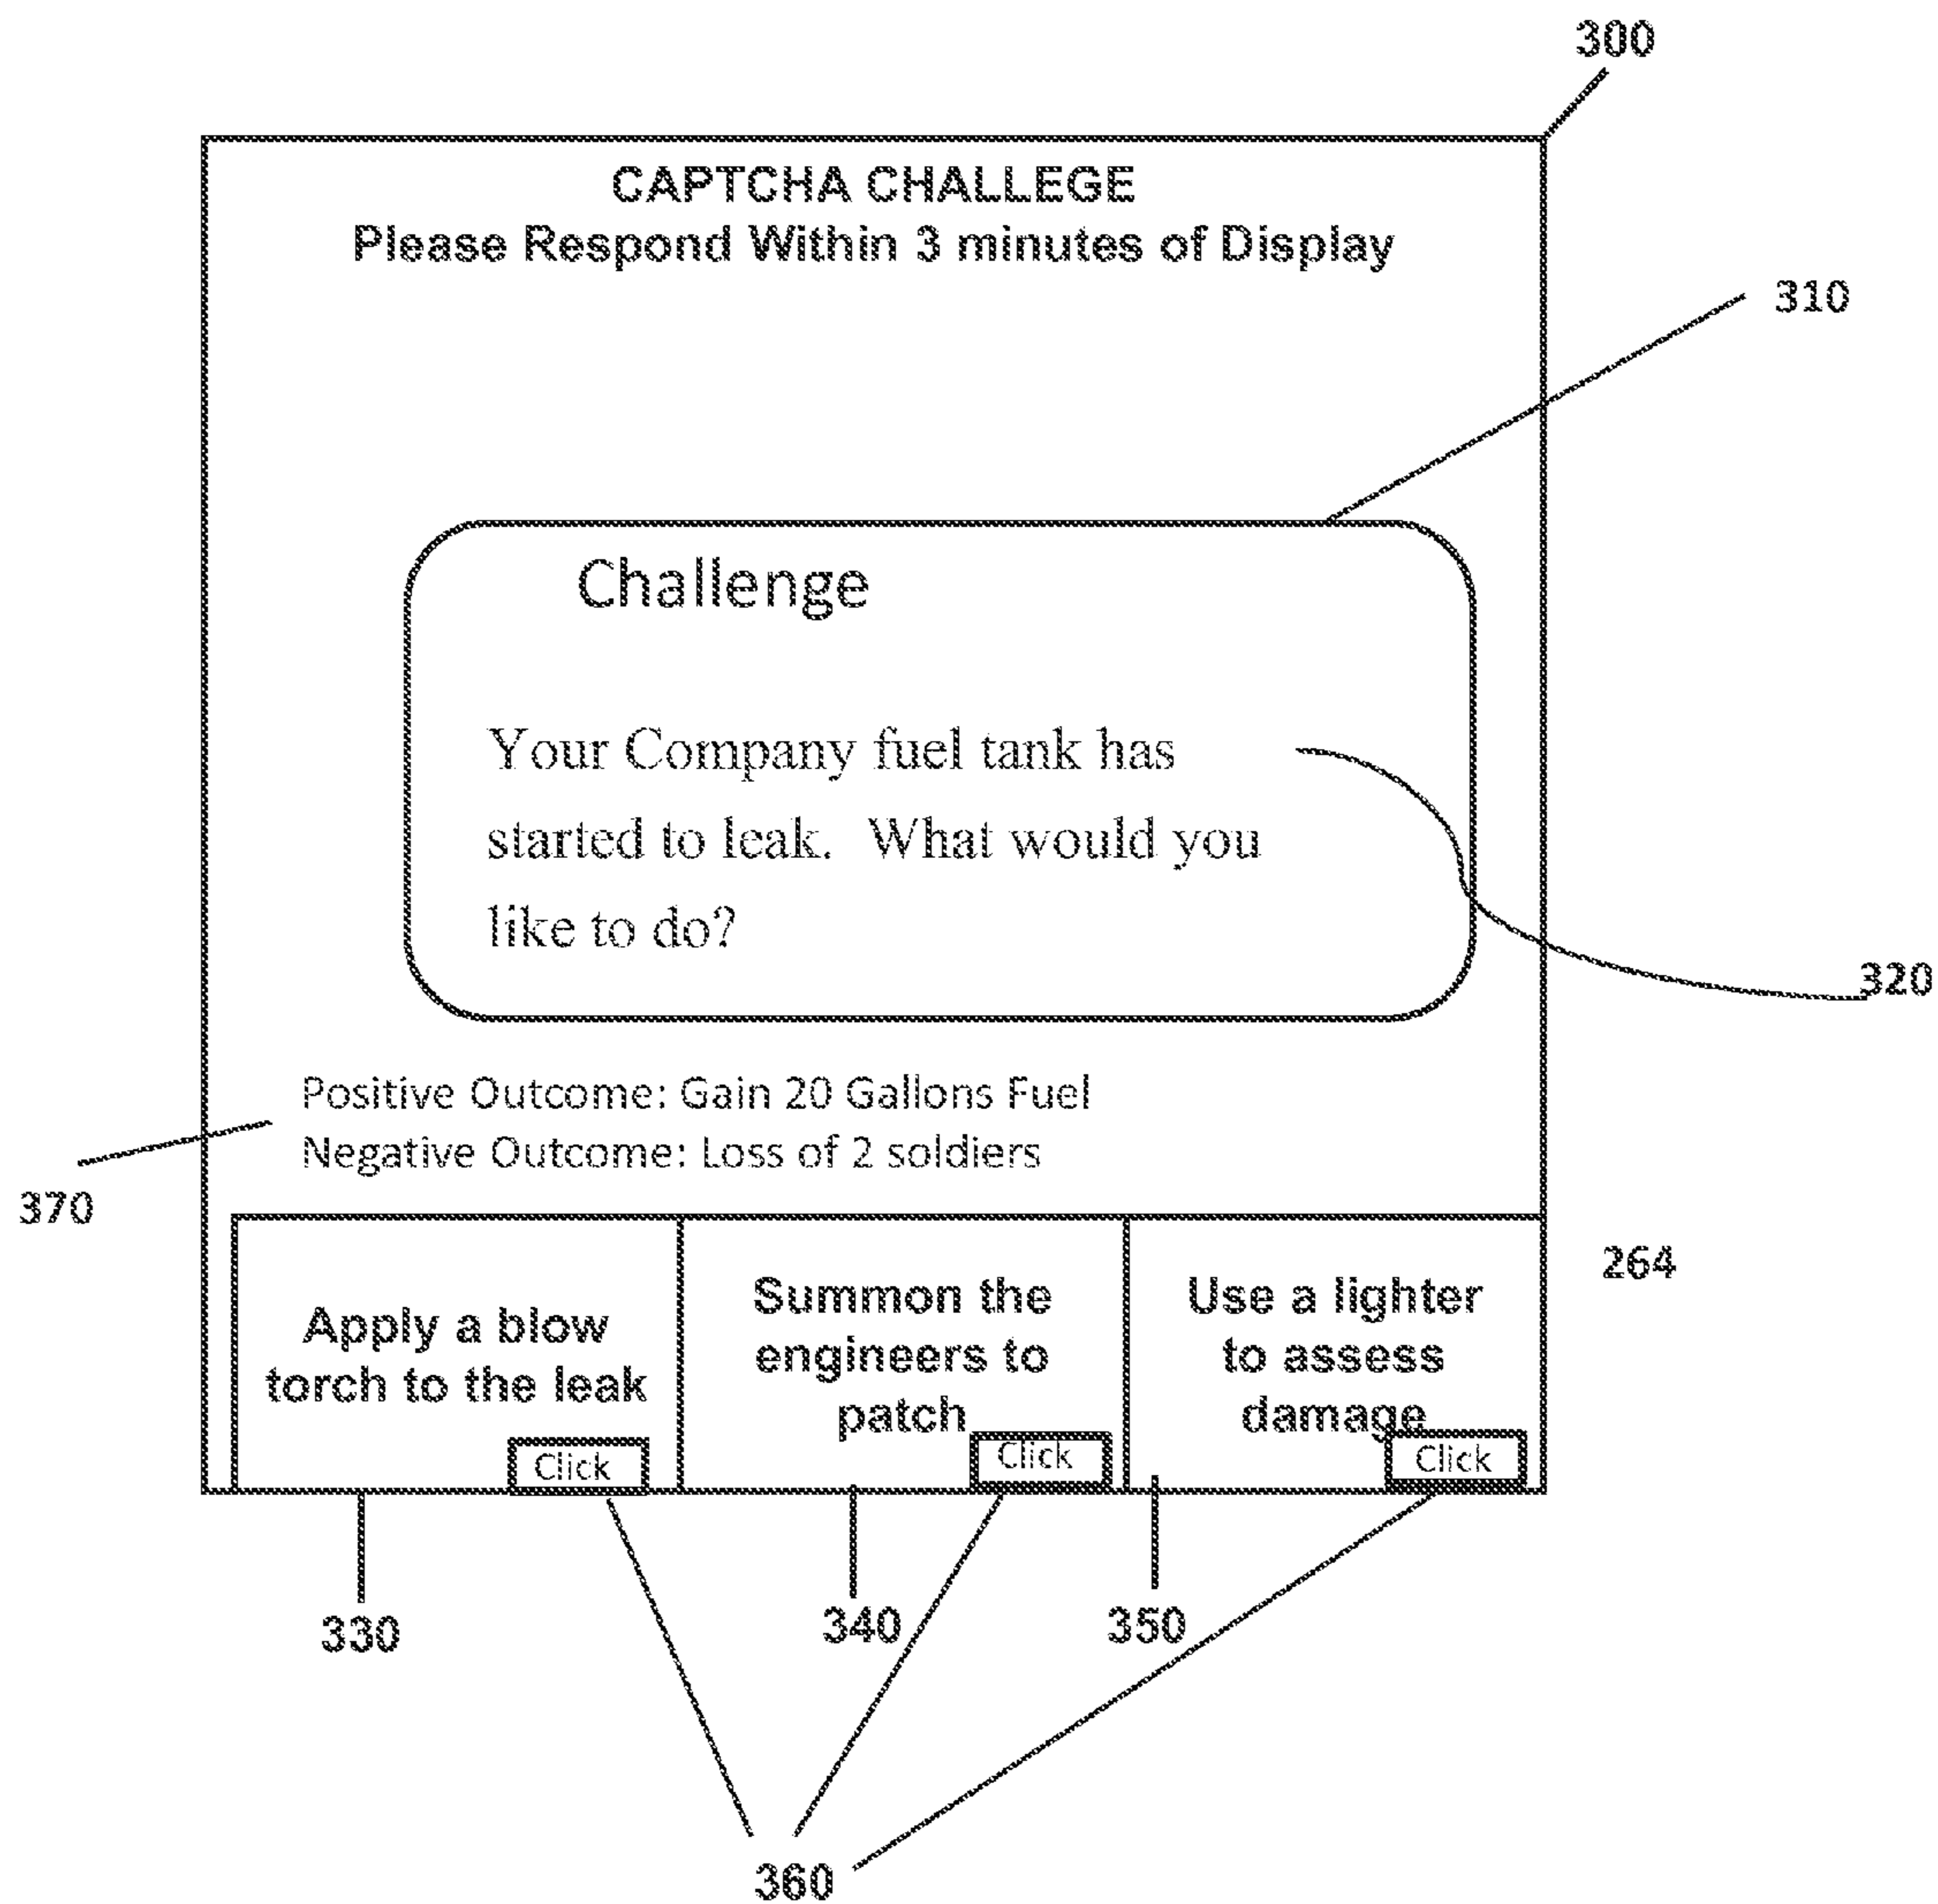 300
CAPTCHA CHALLEGE
Please Respond Within 3 minutes of Display
310
Challenge
Your Company fuel tank has
started to leak.  What would you
like to do?
320
Positive Outcome: Gain 20 Gallons Fuel
Negative Outcome: Loss of 2 soldiers
370
264
Apply a blow
torch to the leak
Click
Summon the
engineers to
patch
Click
Use a lighter
to assess
damage
Click
330
340
350
360